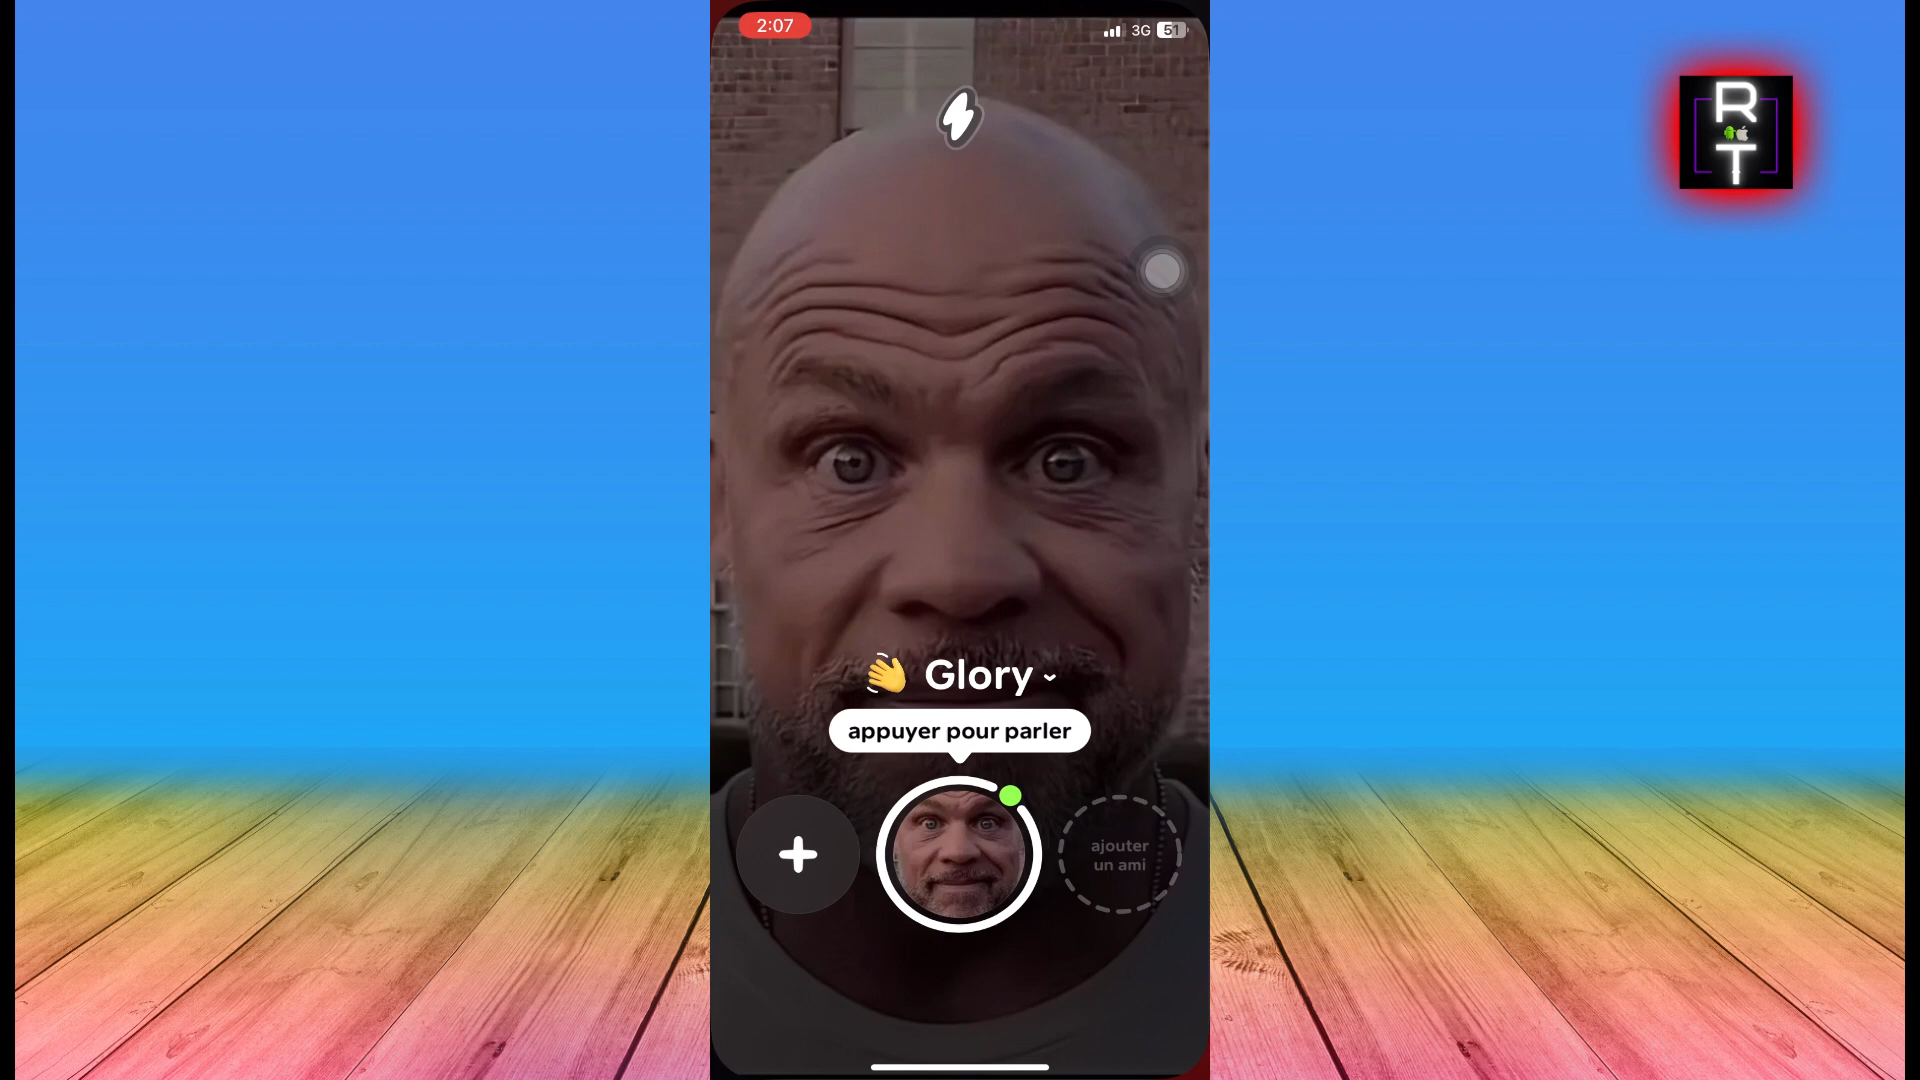 2:07
3G 51
R
T
👋 Glory
appuyer pour parler
ajouter
un ami